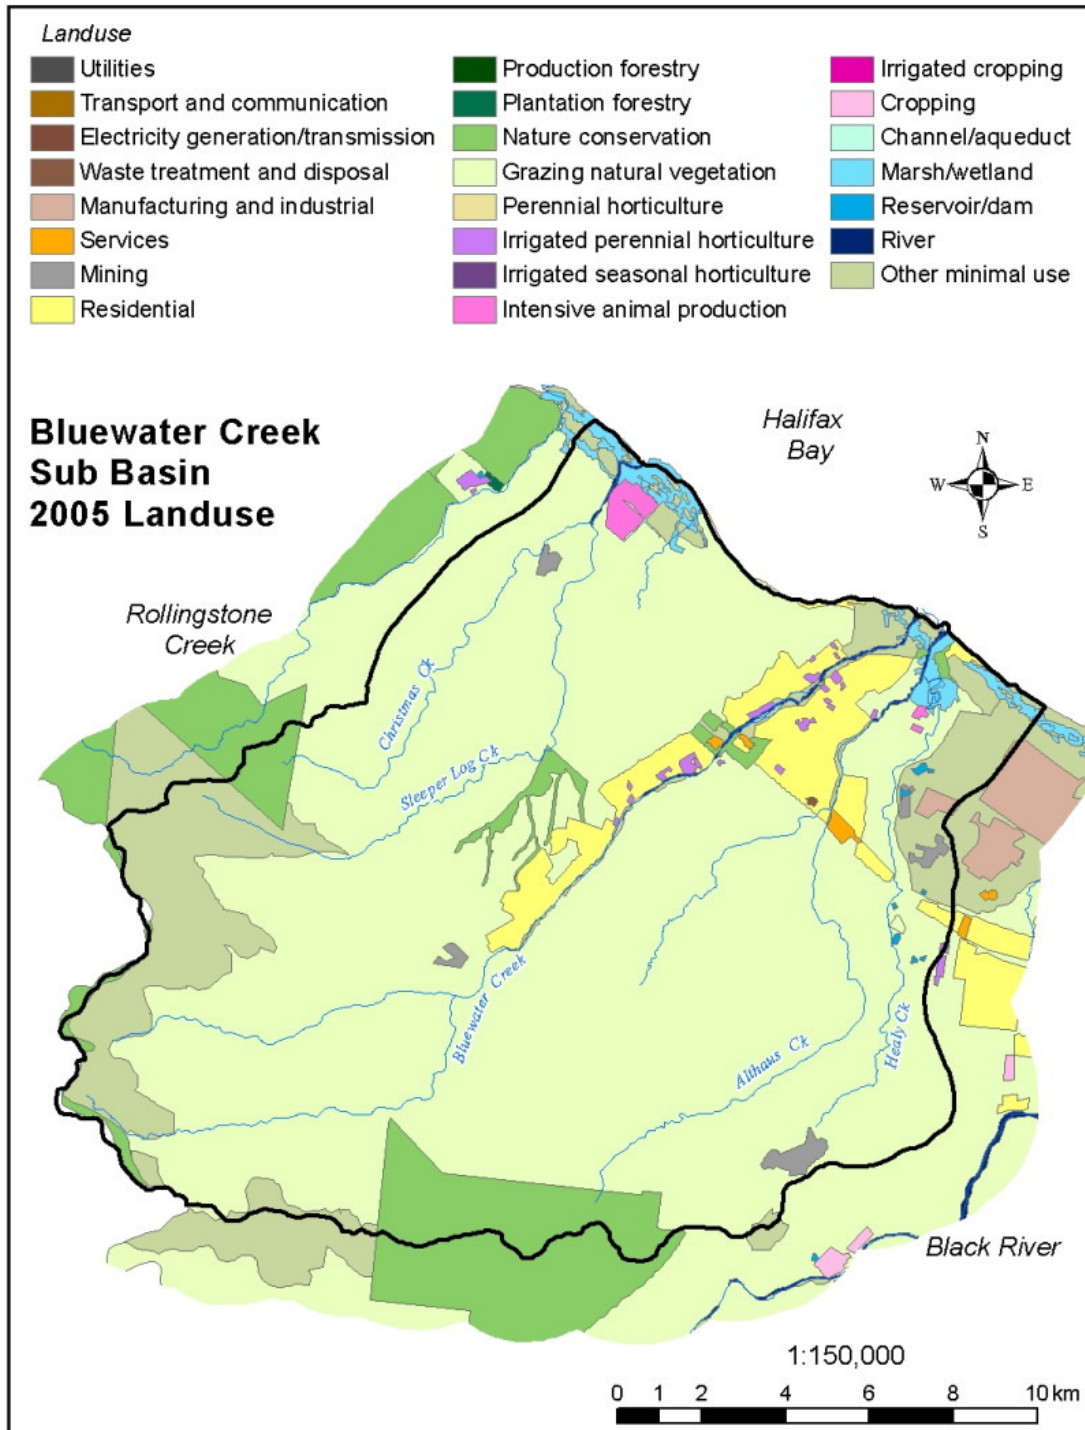 Landuse
Utilities
Transport and communication
Electricity generation/transmission
Waste treatment and disposal
Manufacturing and industrial
Services
Mining
Residential
Production forestry
Plantation forestry
Nature conservation
Grazing natural vegetation
Perennial horticulture
Irrigated perennial horticulture
Irrigated seasonal horticulture
Intensive animal production
Irrigated cropping
Cropping
Channel/aqueduct
Marsh/wetland
Reservoir/dam
River
Other minimal use
Bluewater Creek
Sub Basin
2005 Landuse
Halifax
Bay
N
W E
S
Rollingstone
Creek
Christmas Ck
Sleeper Log Ck
Bluewater Creek
Althaus Ck
Healy Ck
Black River
1:150,000
0 1 2 4 6 8 10 km